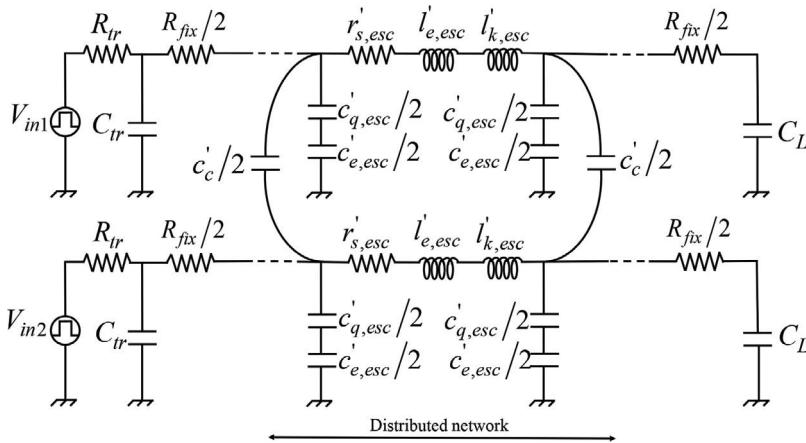 R_tr R_fix/2 r'_s,esc l'_e,esc l'_k,esc R_fix/2
V_in1 C_tr c'_c/2 c'_q,esc/2 c'_q,esc/2 c'_c/2 C_L
c'_e,esc/2 c'_e,esc/2
R_tr R_fix/2 r'_s,esc l'_e,esc l'_k,esc R_fix/2
V_in2 C_tr c'_q,esc/2 c'_q,esc/2 C_L
c'_e,esc/2 c'_e,esc/2
Distributed network